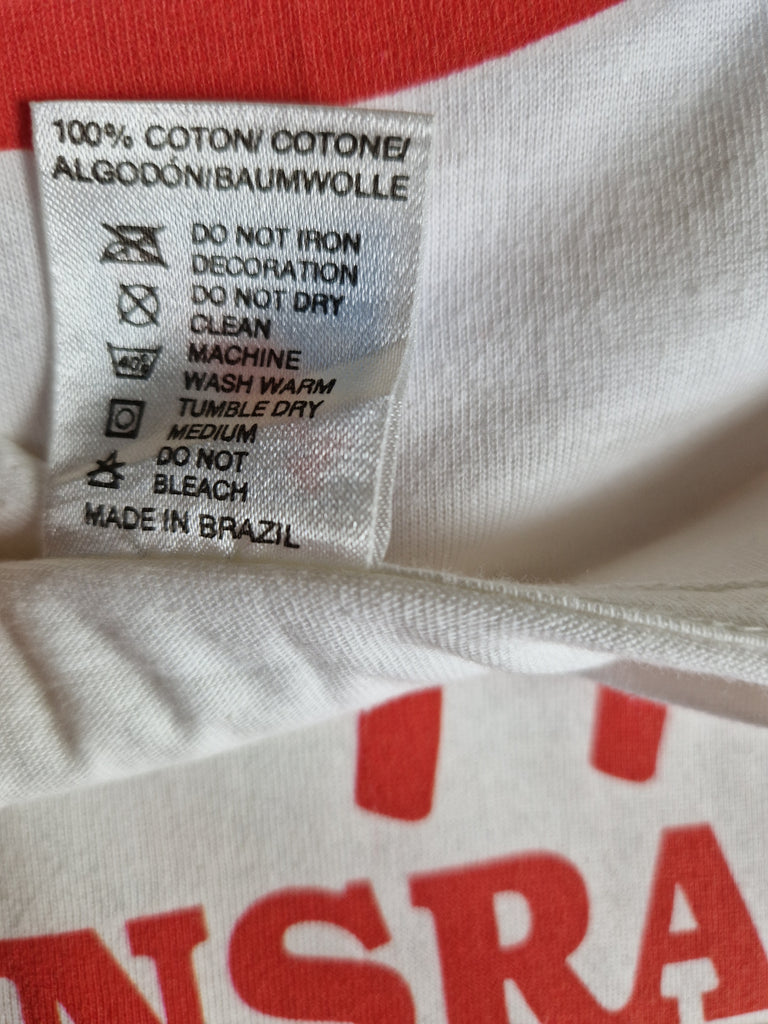 100% COTON/ COTONE/
ALGODÓN/BAUMWOLLE
DO NOT IRON
DECORATION
DO NOT DRY
CLEAN
40°
MACHINE
WASH WARM
TUMBLE DRY
MEDIUM
DO NOT
BLEACH
MADE IN BRAZIL
NSRA